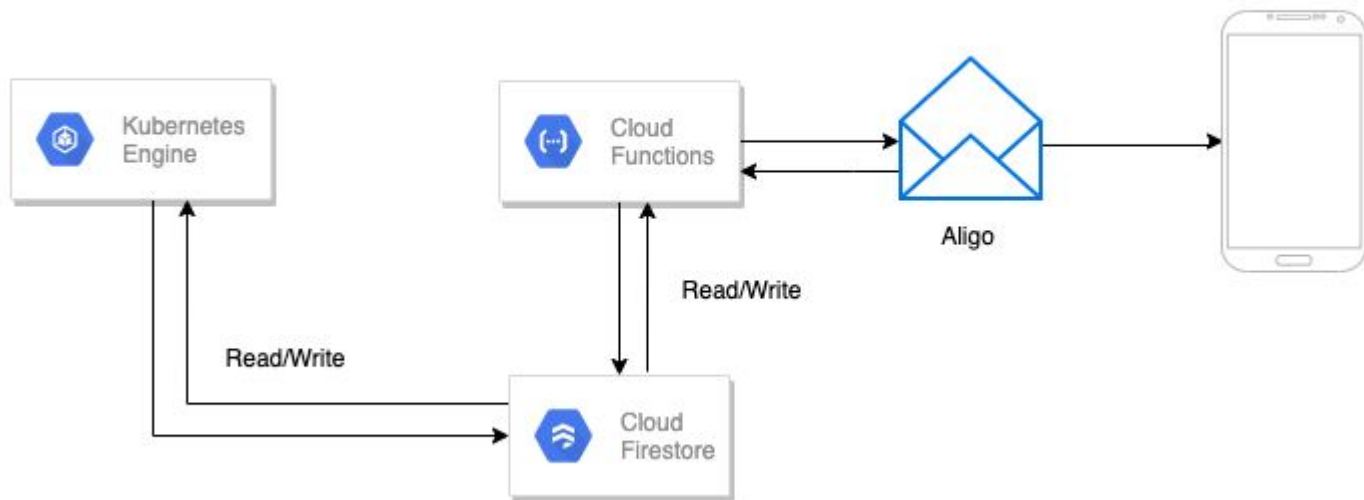 Kubernetes
Engine
Cloud
Functions
Aligo
Read/Write
Read/Write
Cloud
Firestore